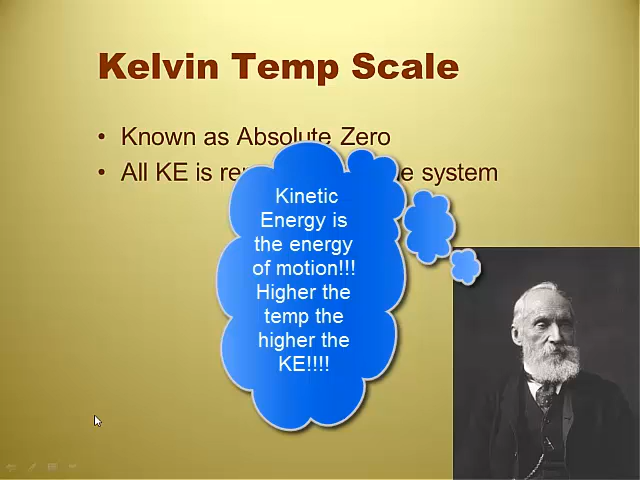 Kelvin Temp Scale
• Known as Absolute Zero
• All KE is re e system
Kinetic
Energy is
the energy
of motion!!!
Higher the
temp the
higher the
KE!!!!